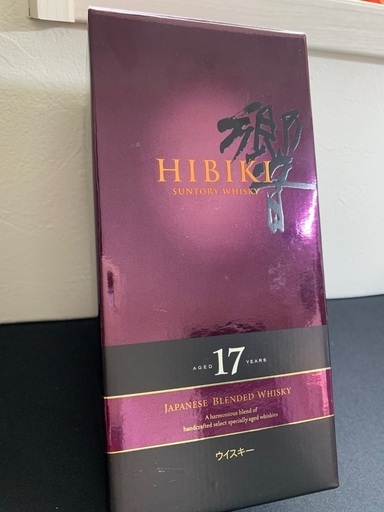 響
HIBIKI
SUNTORY WHISKY
AGED 17 YEARS
JAPANESE BLENDED WHISKY
A harmonious blend of
handcrafted select specially aged whiskies
ウイスキー